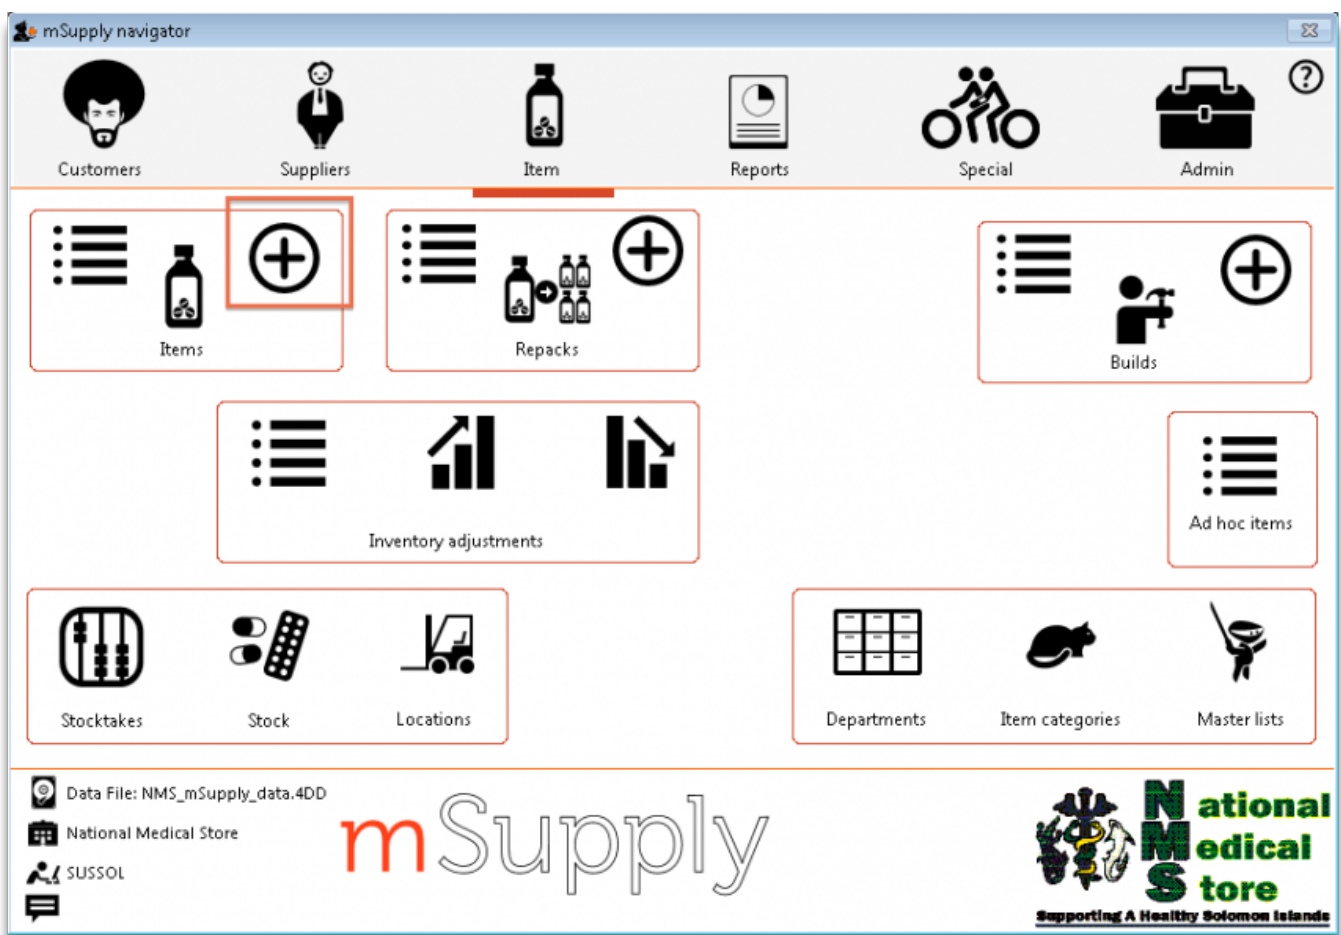 mSupply navigator
Customers
Suppliers
Item
Reports
Special
Admin
?
Items
Repacks
Builds
Inventory adjustments
Ad hoc items
Stocktakes
Stock
Locations
Departments
Item categories
Master lists
Data File: NMS_mSupply_data.4DD
National Medical Store
SUSSOL
mSupply
National
Medical
Store
Supporting A Healthy Solomon Islands